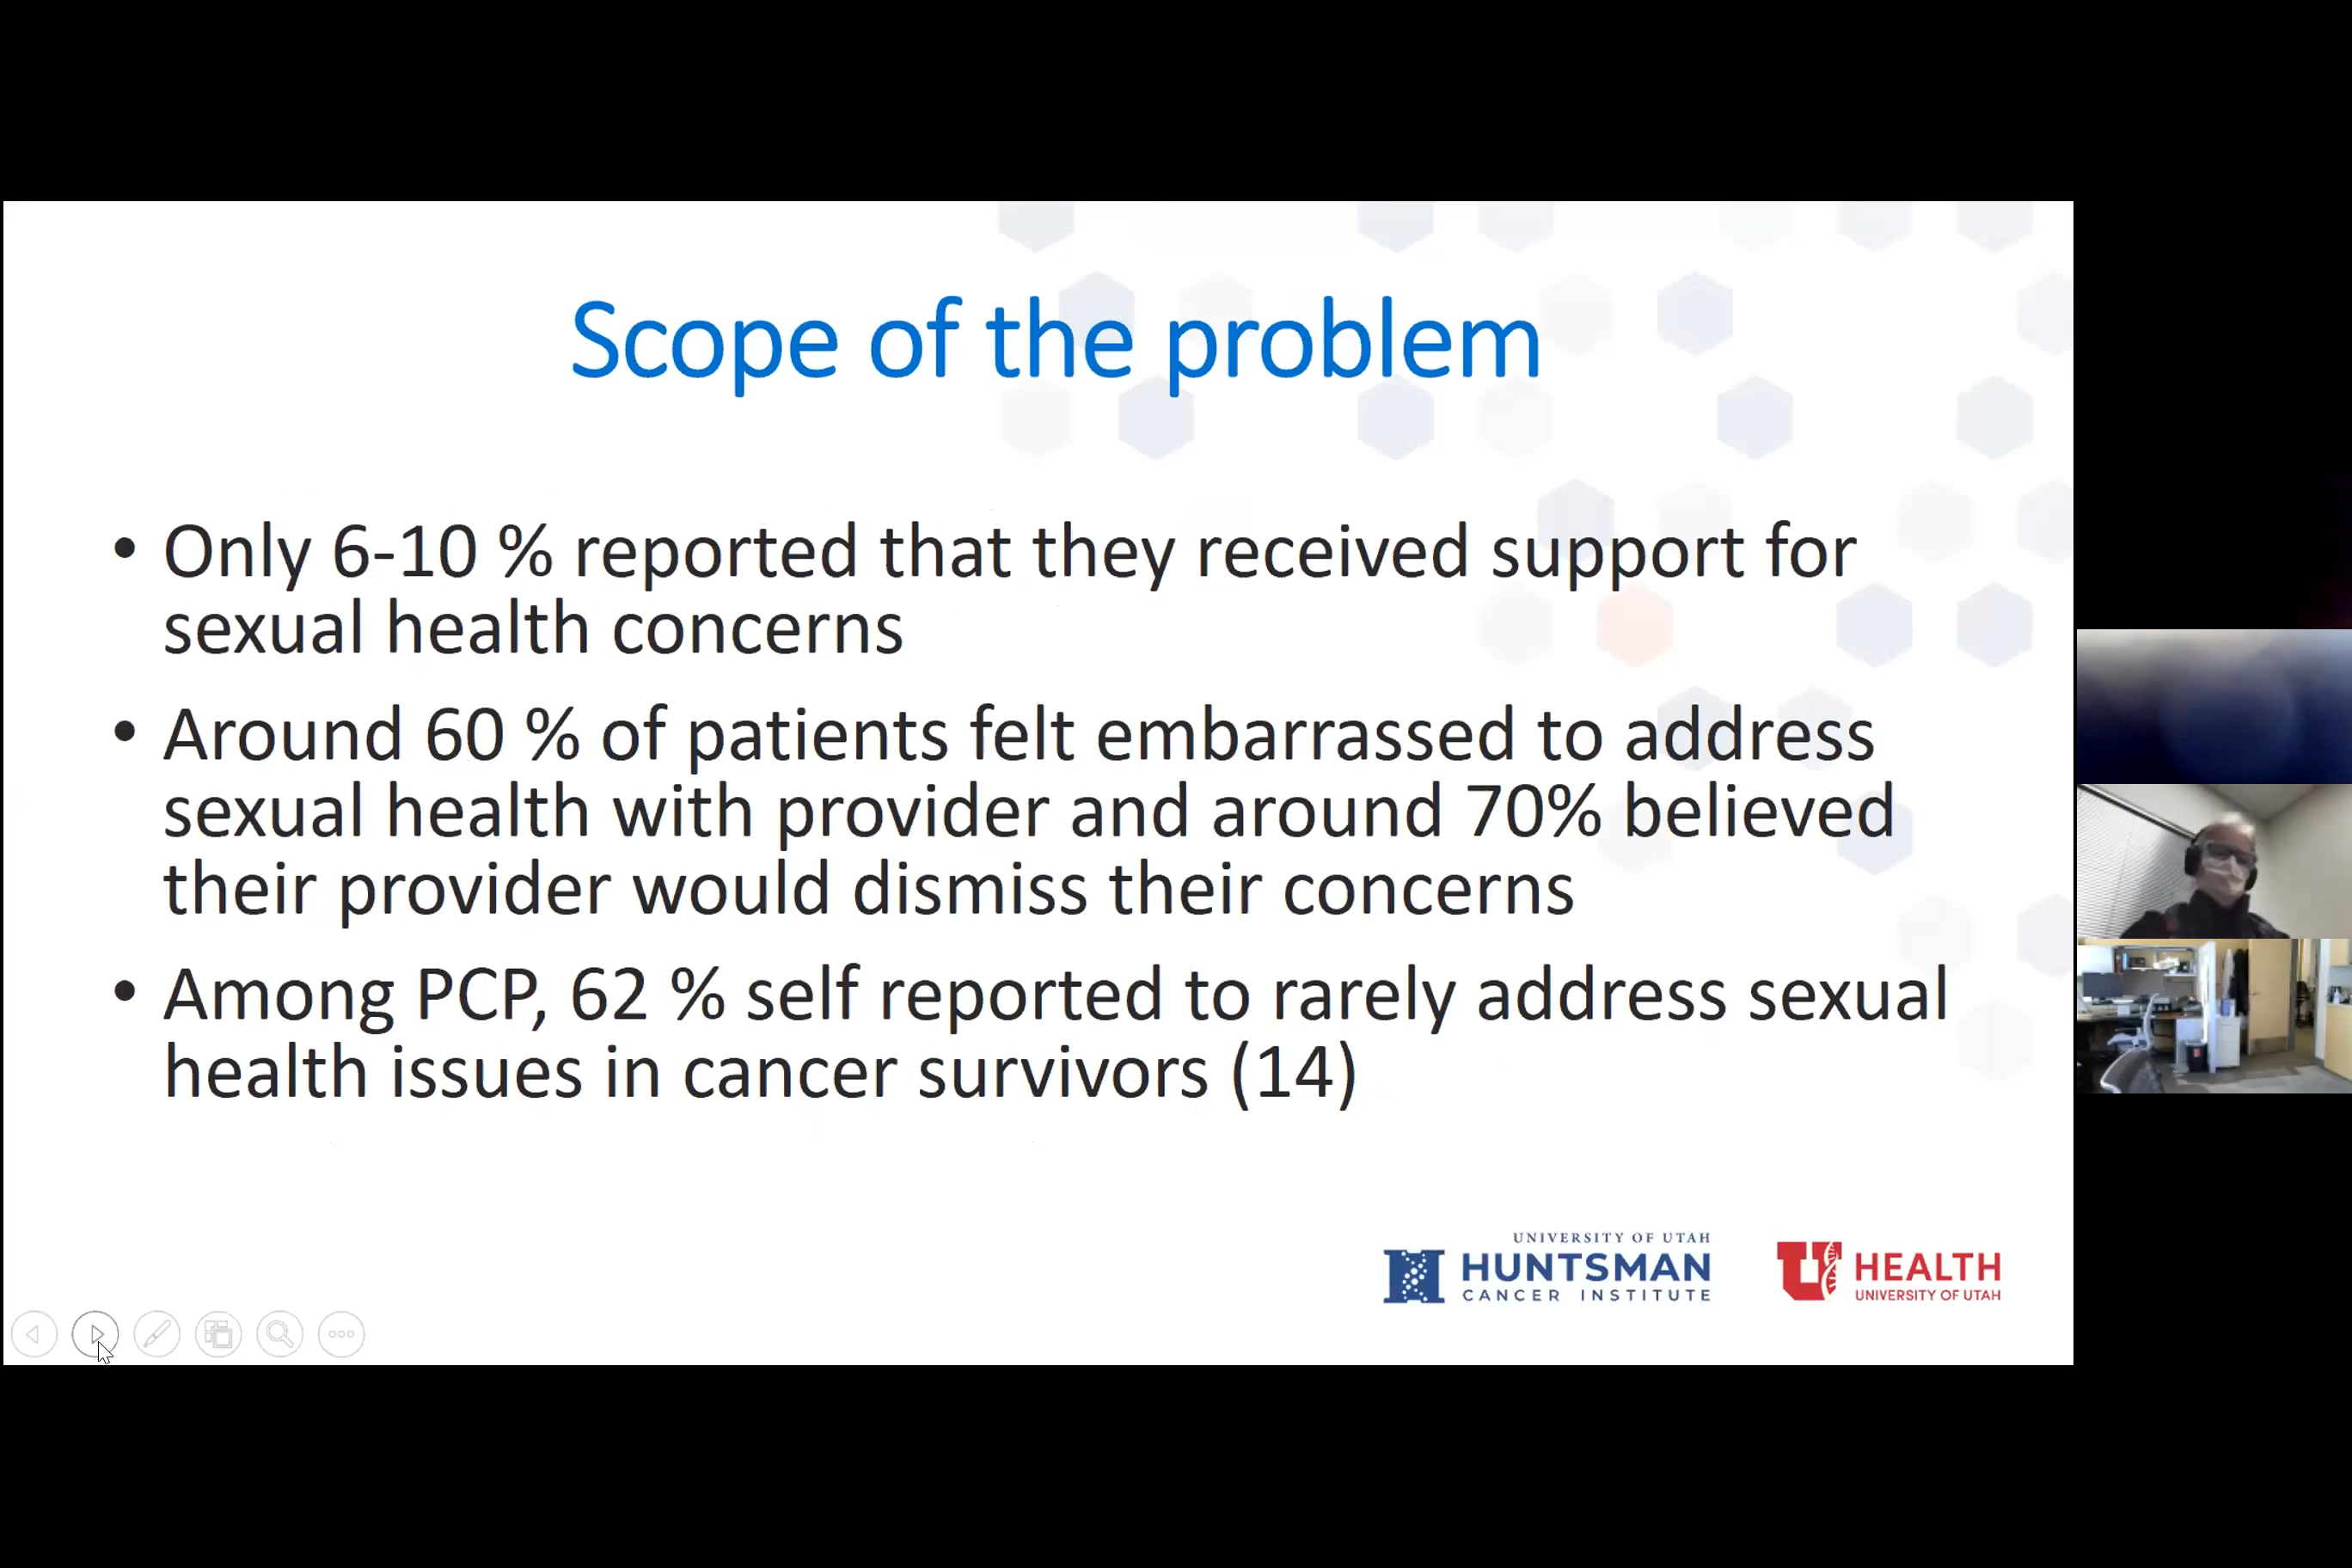 Scope of the problem
• Only 6-10 % reported that they received support for
sexual health concerns
• Around 60 % of patients felt embarrassed to address
sexual health with provider and around 70% believed
their provider would dismiss their concerns
• Among PCP, 62 % self reported to rarely address sexual
health issues in cancer survivors (14)
UNIVERSITY OF UTAH
HUNTSMAN
CANCER INSTITUTE
U HEALTH
UNIVERSITY OF UTAH